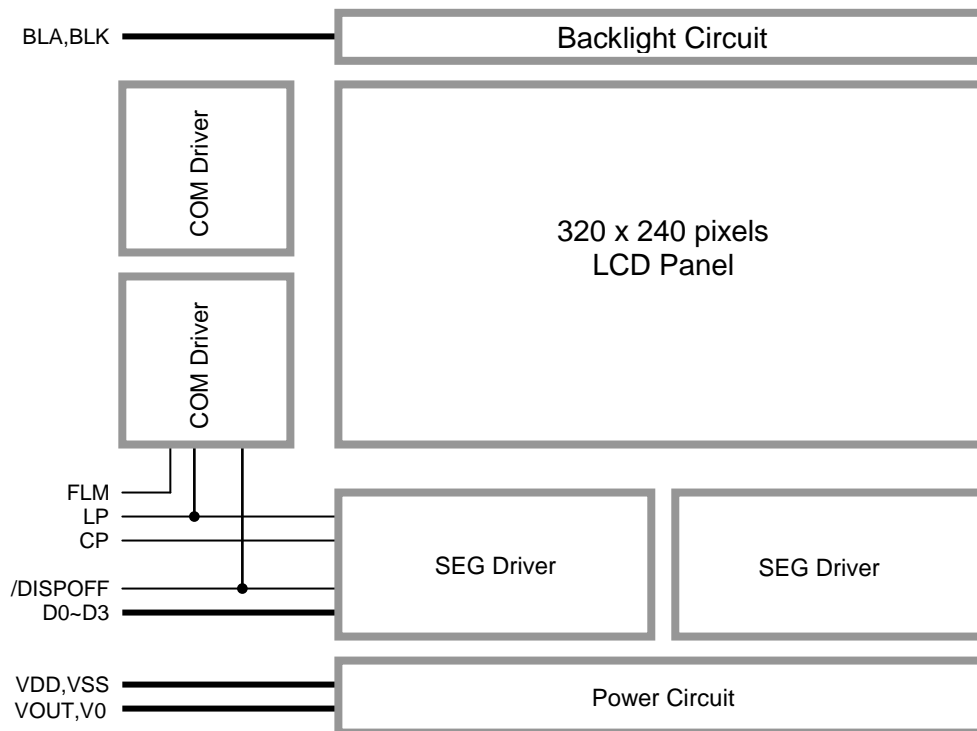 BLA,BLK
Backlight Circuit
COM Driver
320 x 240 pixels
LCD Panel
COM Driver
FLM
LP
CP
/DISPOFF
D0~D3
SEG Driver
SEG Driver
VDD,VSS
VOUT,V0
Power Circuit